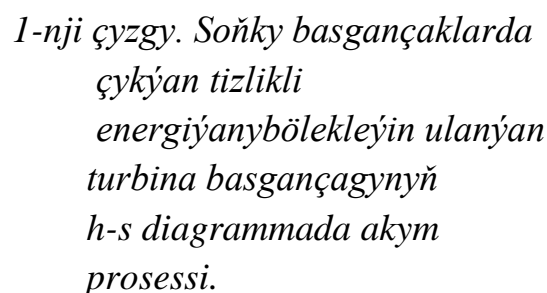 1-nji çyzgy. Soňky basgançaklarda
çykýan tizlikli
energiýanybölekleýin ulanýan
turbina basgançagynyň
h-s diagrammada akym
prosessi.